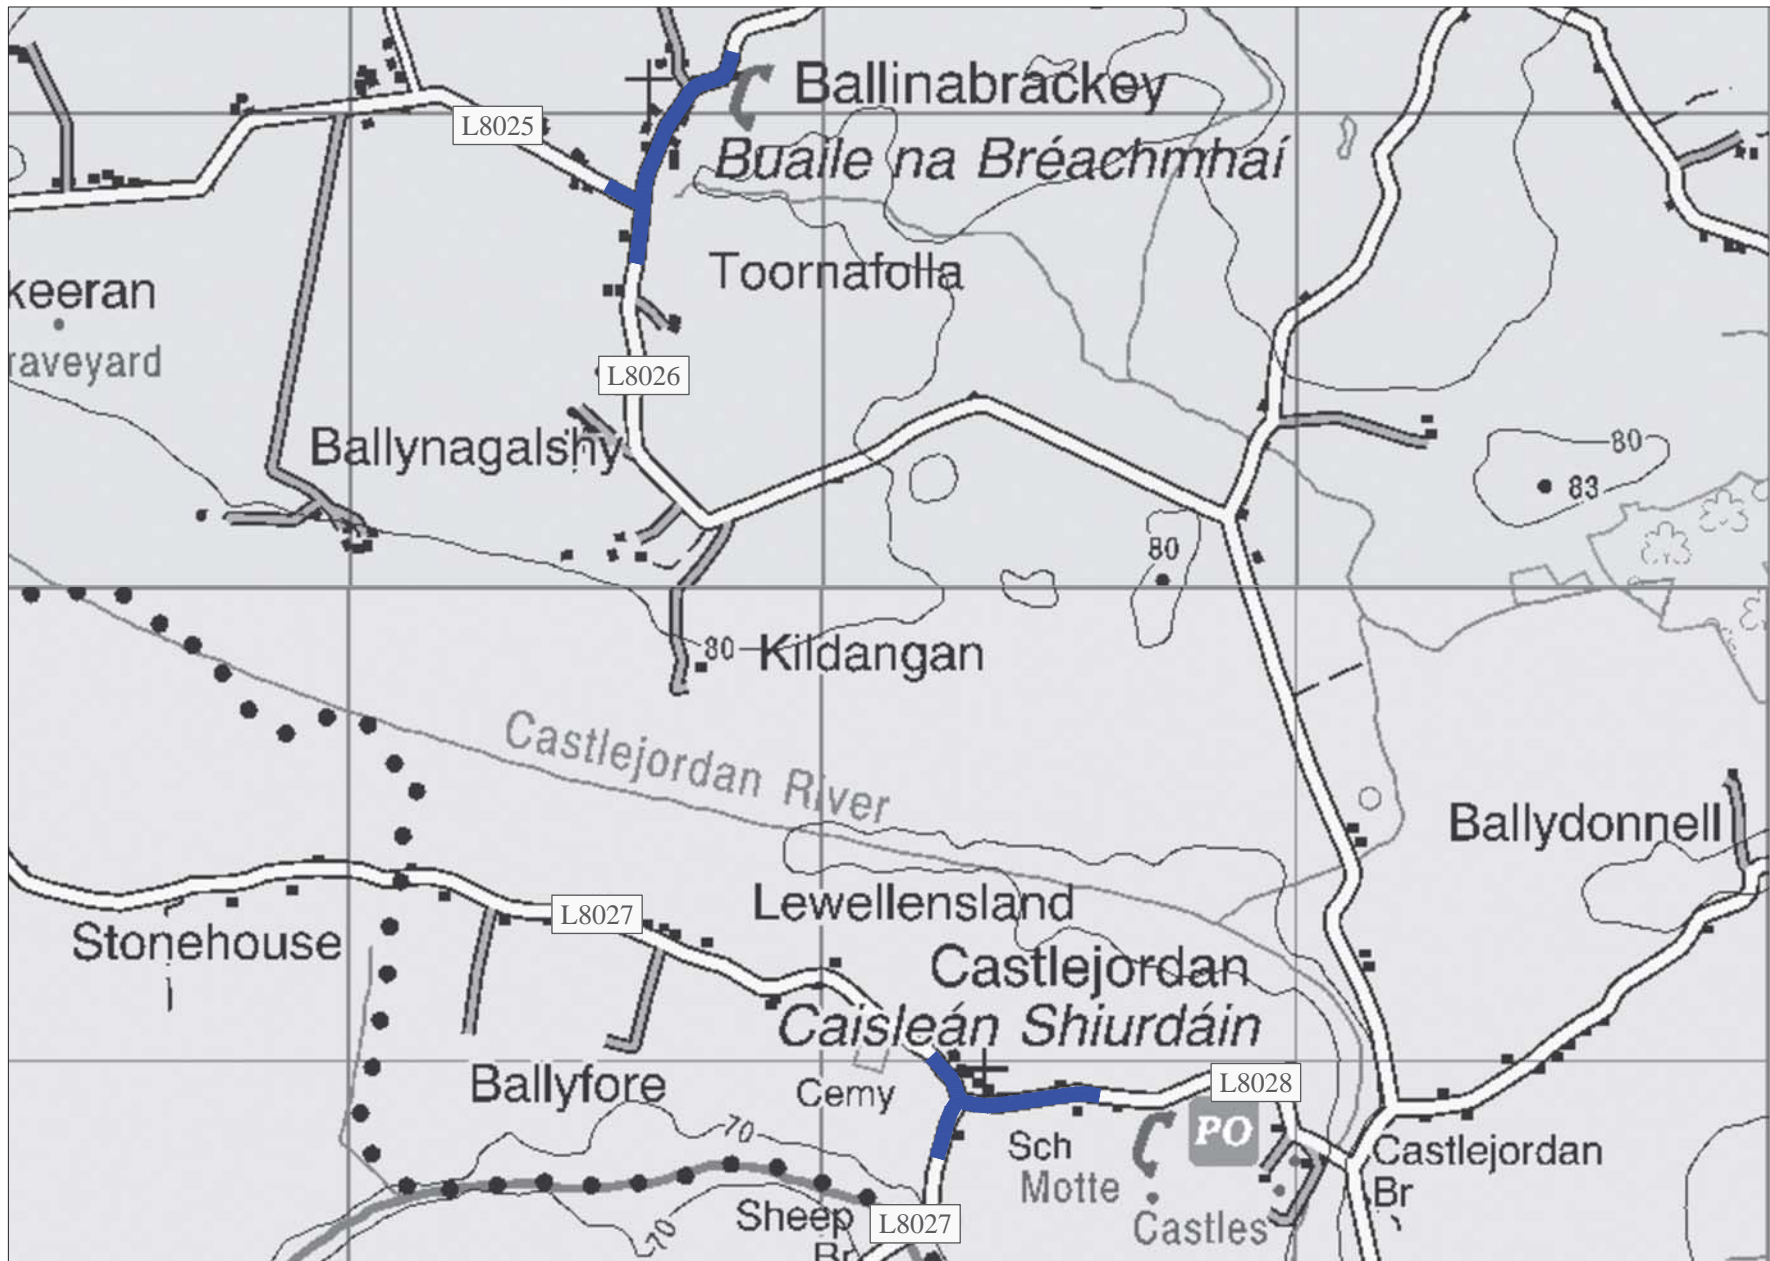 Ballinabrackey
L8025
Buaile na Bréachmhaí
Toornafolla
keeran
raveyard
L8026
Ballynagalshy
80
83
80
80
Kildangan
Castlejordan River
Ballydonnell
Lewellensland
L8027
Stonehouse
Castlejordan
Caisleán Shiurdáin
Ballyfore
Cemy
L8028
70
Sch
PO
Castlejordan
Br
Motte
Castles
Sheep
Br
L8027
70